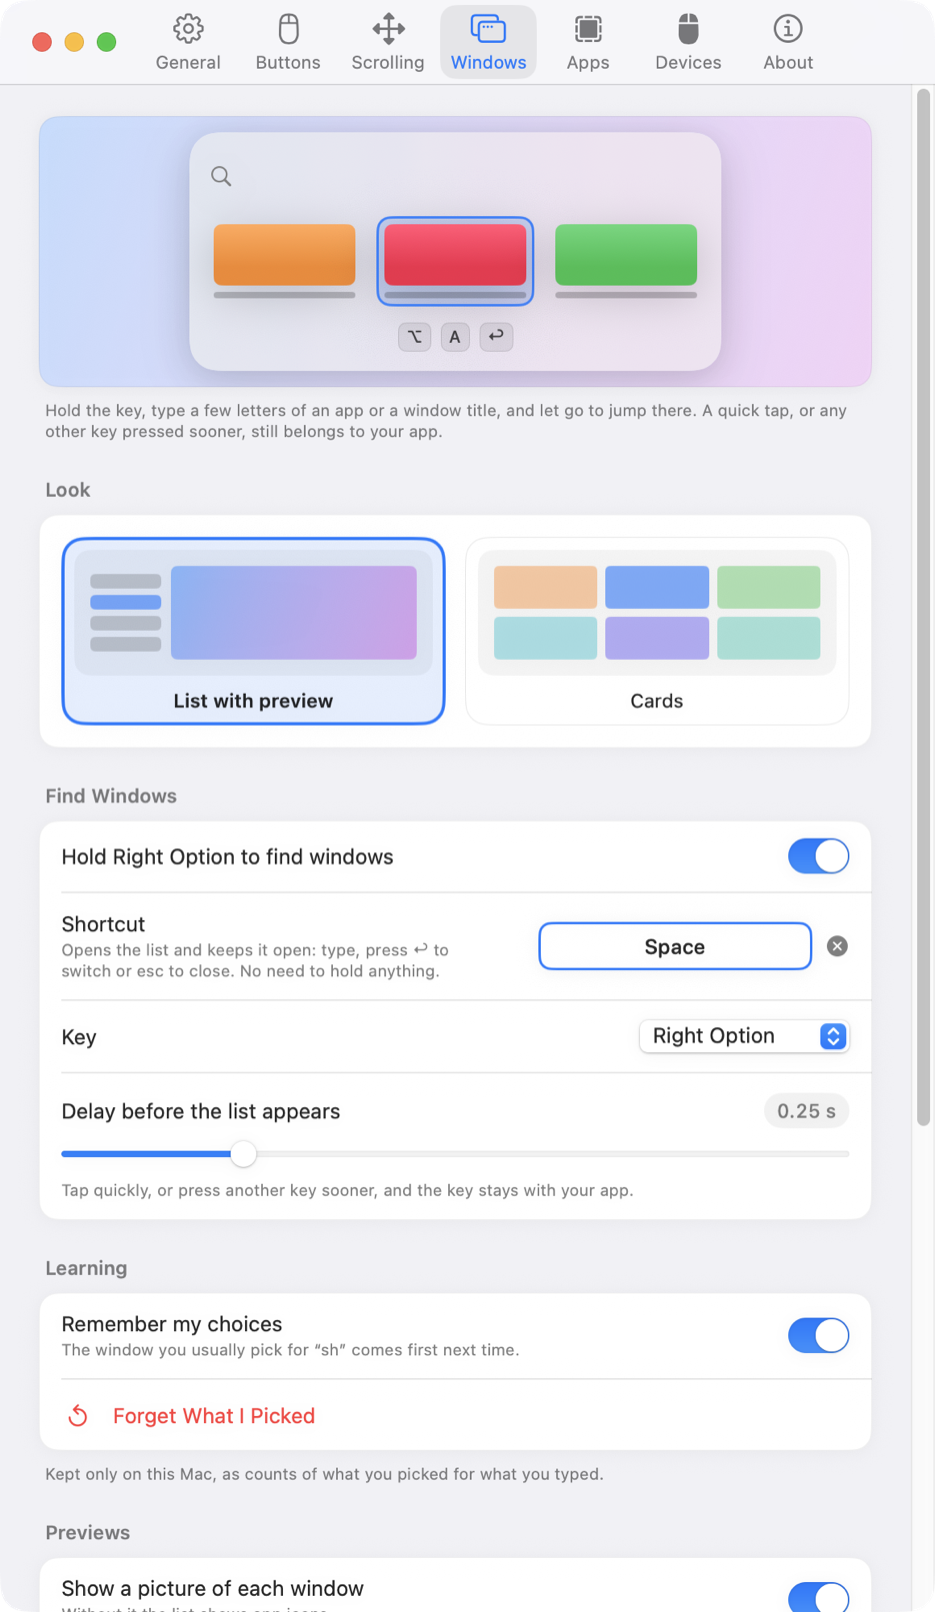 General
Buttons
Scrolling
Windows
Apps
Devices
About
⌥ A ↩
Hold the key, type a few letters of an app or a window title, and let go to jump there. A quick tap, or any
other key pressed sooner, still belongs to your app.
Look
List with preview
Cards
Find Windows
Hold Right Option to find windows
Shortcut
Opens the list and keeps it open: type, press ↩ to
switch or esc to close. No need to hold anything.
Space
Key
Right Option
Delay before the list appears
0.25 s
Tap quickly, or press another key sooner, and the key stays with your app.
Learning
Remember my choices
The window you usually pick for “sh” comes first next time.
Forget What I Picked
Kept only on this Mac, as counts of what you picked for what you typed.
Previews
Show a picture of each window